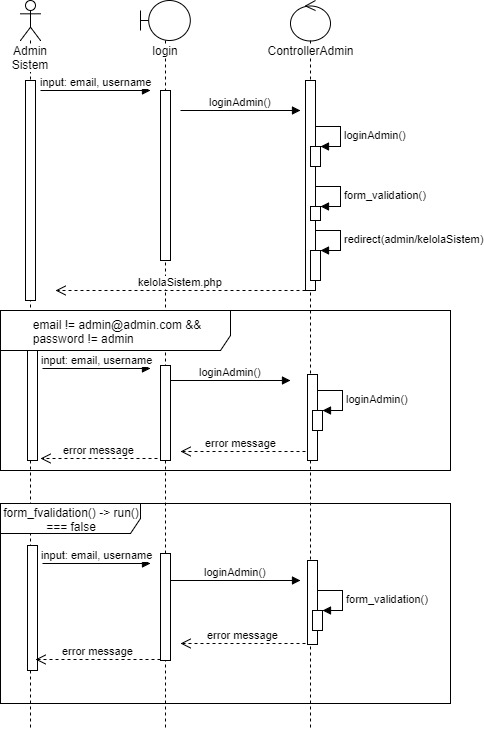 Admin
Sistem
login
ControllerAdmin
input: email, username
loginAdmin()
loginAdmin()
form_validation()
redirect(admin/kelolaSistem)
kelolaSistem.php
email != admin@admin.com &&
password != admin
input: email, username
loginAdmin()
loginAdmin()
error message
error message
form_fvalidation() -> run()
=== false
input: email, username
loginAdmin()
form_validation()
error message
error message